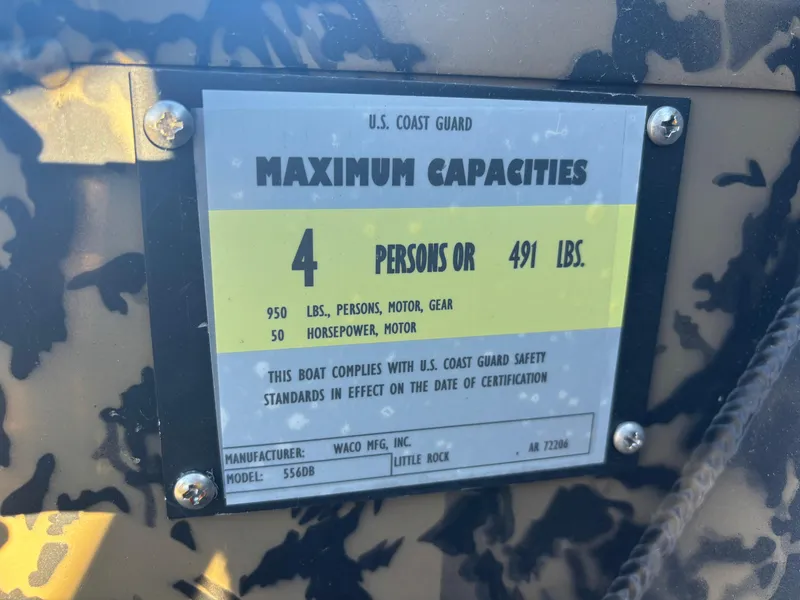 U.S. COAST GUARD
MAXIMUM CAPACITIES
4 PERSONS OR 491 LBS.
950 LBS., PERSONS, MOTOR, GEAR
50 HORSEPOWER, MOTOR
THIS BOAT COMPLIES WITH U.S. COAST GUARD SAFETY
STANDARDS IN EFFECT ON THE DATE OF CERTIFICATION
MANUFACTURER: WACO MFG, INC.
MODEL: 556DB LITTLE ROCK , AR 72206